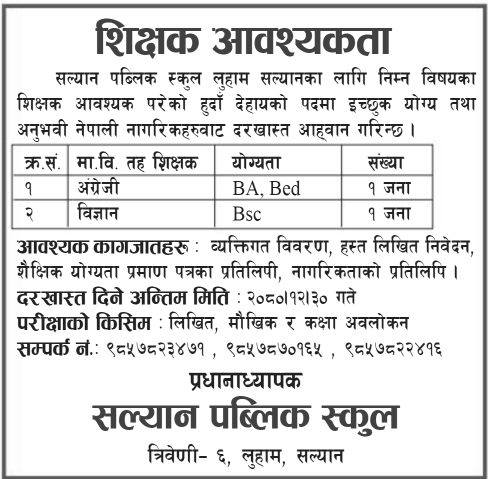 शिक्षक आवश्यकता
सल्यान पब्लिक स्कुल लुहाम सल्यानका लागि निम्न विषयका
शिक्षक आवश्यक परेको हुदाँ देहायको पदमा इच्छुक योग्य तथा
अनुभवी नेपाली नागरिकहरुवाट दरखास्त आह्वान गरिन्छ ।
क्र.सं. मा.वि. तह शिक्षक योग्यता संख्या
१ अंग्रेजी BA, Bed १ जना
२ विज्ञान Bsc १ जना
आवश्यक कागजातहरू : व्यक्तिगत विवरण, हस्त लिखित निवेदन,
शैक्षिक योग्यता प्रमाण पत्रका प्रतिलिपी, नागरिकताको प्रतिलिपि ।
दरखास्त दिने अन्तिम मिति : २०८०।१२।३० गते
परीक्षाको किसिम : लिखित, मौखिक र कक्षा अवलोकन
सम्पर्क नं.: ९८५७८२३४७१ , ९८५७८७०१६५ , ९८५७८२२४१६
प्रधानाध्यापक
सल्यान पब्लिक स्कुल
त्रिवेणी- ६, लुहाम, सल्यान